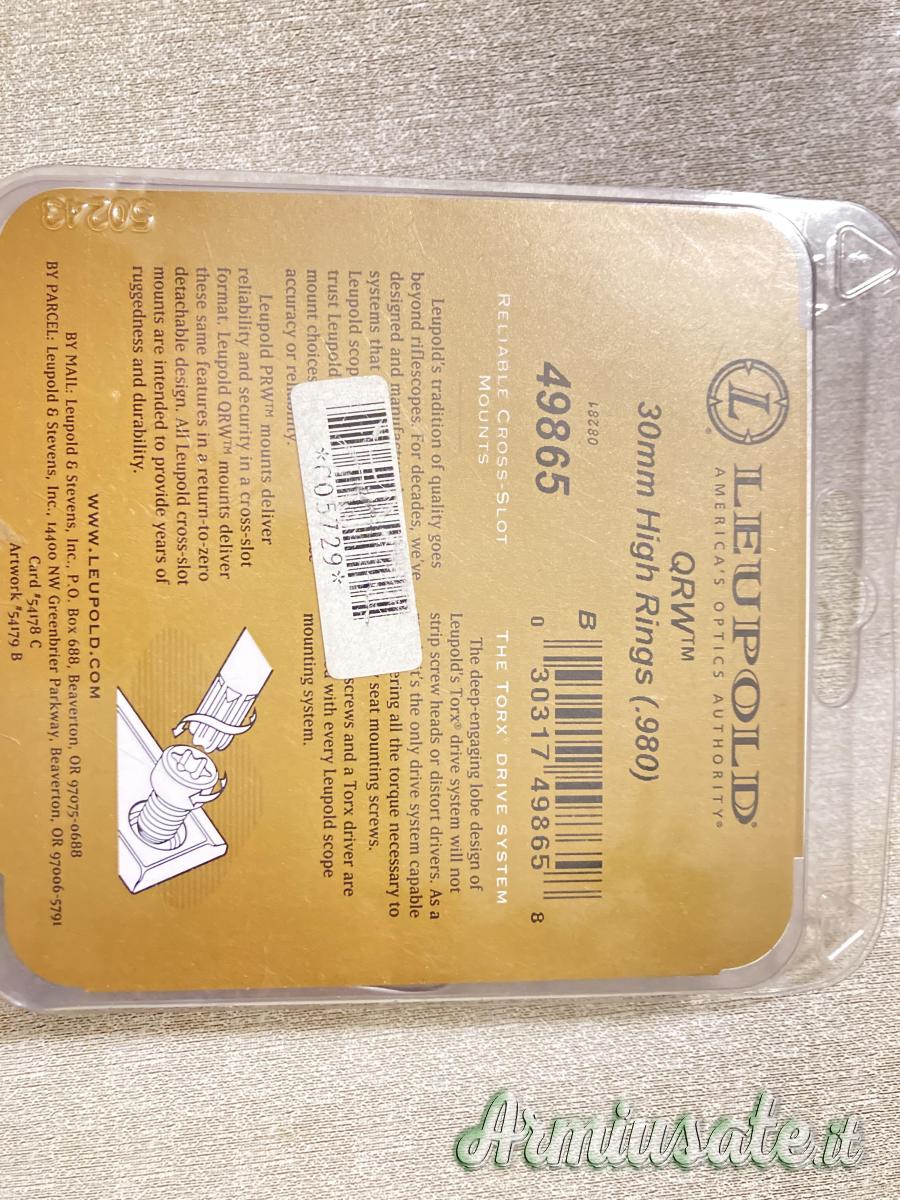 LEUPOLD®
AMERICA'S OPTICS AUTHORITY®
L
QRW™
30mm High Rings (.980)
08281
49865
B
0 30317 49865 8
RELIABLE CROSS-SLOT
MOUNTS
Leupold's tradition of quality goes
beyond riflescopes. For decades, we've
designed and
systems that
Leupold
trust
mount choices
accuracy or
Leupold PRW™ mounts deliver
reliability and security in a cross-slot
format. Leupold QRW™ mounts deliver
these same features in a return-to-zero
detachable design. All Leupold cross-slot
mounts are intended to provide years of
ruggedness and durability.
THE TORX® DRIVE SYSTEM
The deep-engaging lobe design of
Leupold's Torx® drive system will not
strip screw heads or distort drivers. As a
the only drive system capable
all the torque necessary to
seat mounting screws.
screws and a Torx driver are
with every Leupold scope
mounting system.
*C05729*
WWW.LEUPOLD.COM
BY MAIL: Leupold & Stevens, Inc., P.O. Box 688, Beaverton, OR 97075-0688
BY PARCEL: Leupold & Stevens, Inc., 14400 NW Greenbrier Parkway, Beaverton, OR 97006-5791
Card #54178 C
Artwork #54179 B
50243
Armiusate.it